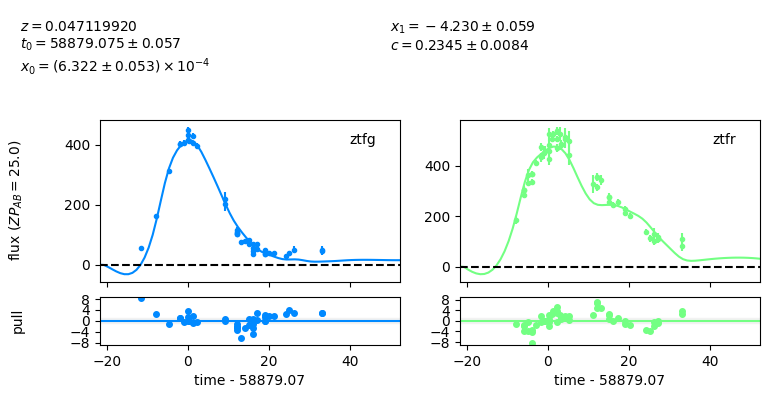 z = 0.047119920
t₀ = 58879.075 ± 0.057
x₀ = (6.322 ± 0.053) × 10⁻⁴
x₁ = −4.230 ± 0.059
c = 0.2345 ± 0.0084
flux (ZP_AB = 25.0)
400
200
0
ztfg
400
200
0
ztfr
pull
8
4
0
−4
−8
−20
0
20
40
time - 58879.07
8
4
0
−4
−8
−20
0
20
40
time - 58879.07